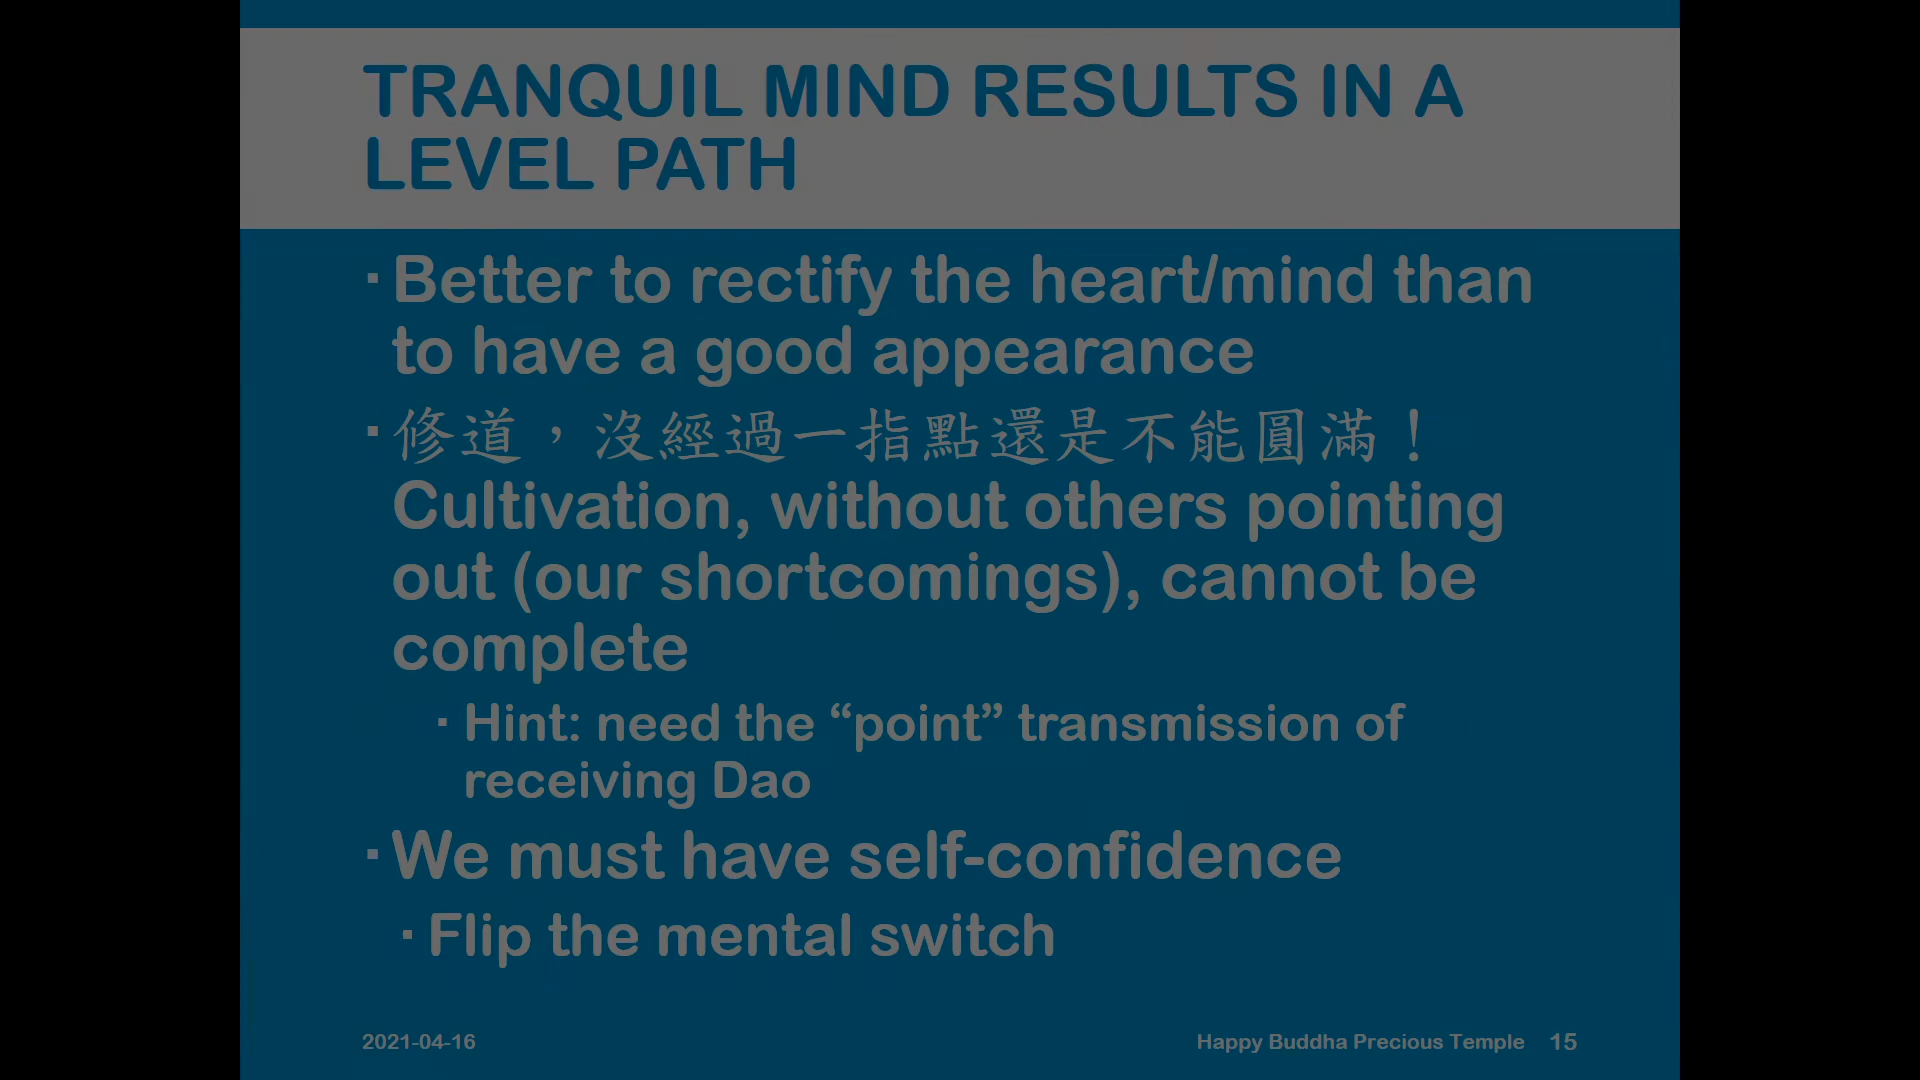 TRANQUIL MIND RESULTS IN A
LEVEL PATH
▪ Better to rectify the heart/mind than
to have a good appearance
▪ 修道，沒經過一指點還是不能圓滿！
Cultivation, without others pointing
out (our shortcomings), cannot be
complete
▪ Hint: need the “point” transmission of
receiving Dao
▪ We must have self-confidence
▪ Flip the mental switch
2021-04-16
Happy Buddha Precious Temple 15